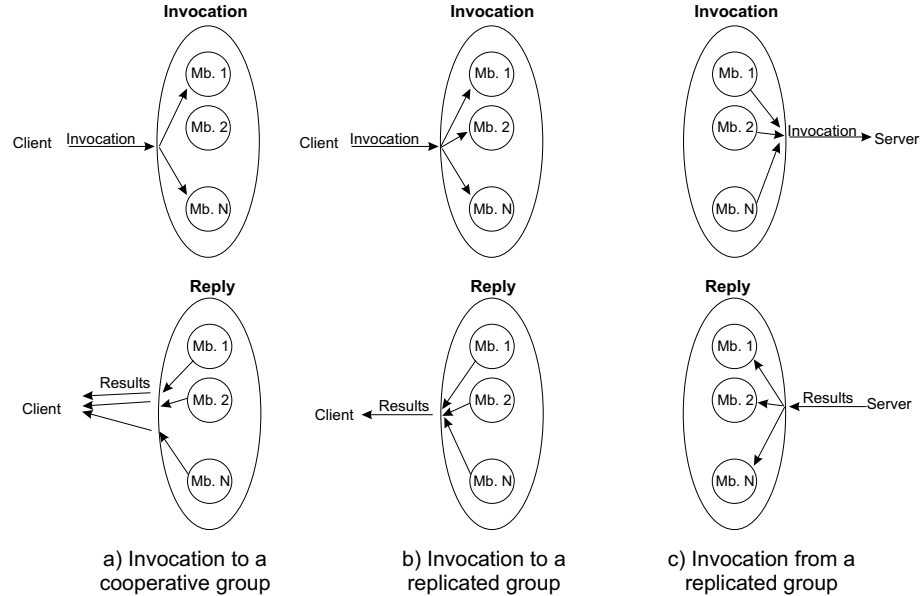 Invocation
Mb. 1
Mb. 2
Mb. N
Client
Invocation
Reply
Mb. 1
Mb. 2
Mb. N
Results
Client
a) Invocation to a
cooperative group
Invocation
Mb. 1
Mb. 2
Mb. N
Client
Invocation
Reply
Mb. 1
Mb. 2
Mb. N
Results
Client
b) Invocation to a
replicated group
Invocation
Mb. 1
Mb. 2
Mb. N
Invocation
Server
Reply
Mb. 1
Mb. 2
Mb. N
Results
Server
c) Invocation from a
replicated group